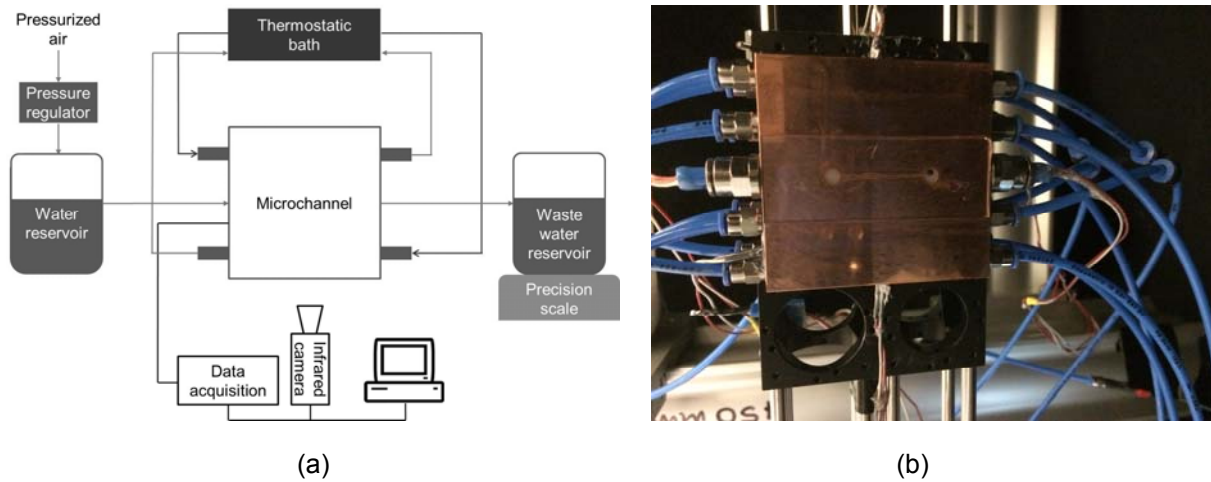 Pressurized
air
Pressure
regulator
Water
reservoir
Thermostatic
bath
Microchannel
Waste
water
reservoir
Precision
scale
Data
acquisition
Infrared
camera
(a)
(b)